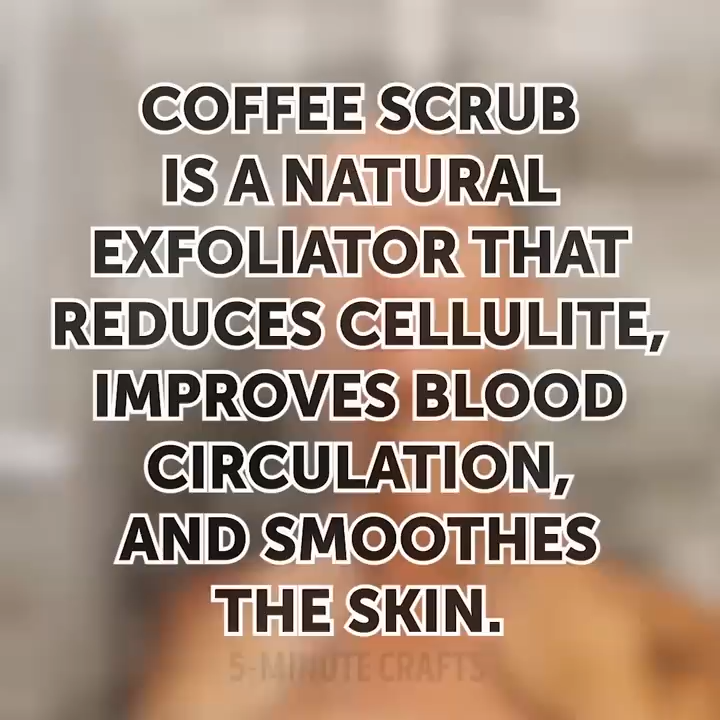 COFFEE SCRUB
IS A NATURAL
EXFOLIATOR THAT
REDUCES CELLULITE,
IMPROVES BLOOD
CIRCULATION,
AND SMOOTHES
THE SKIN.
5-MINUTE CRAFTS